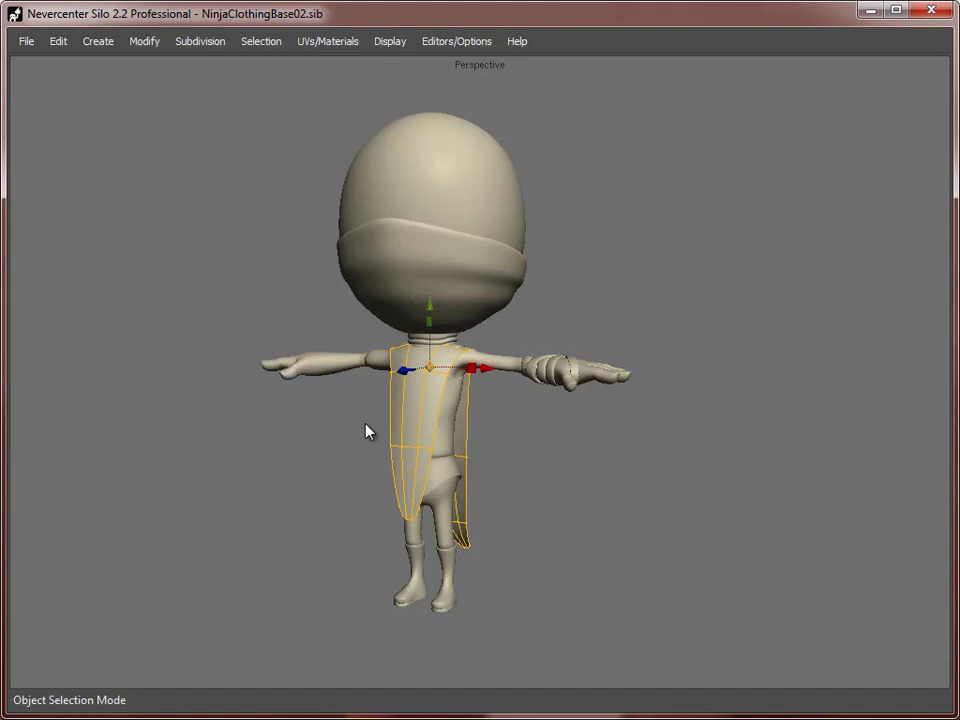 Nevercenter Silo 2.2 Professional - NinjaClothingBase02.sib
File Edit Create Modify Subdivision Selection UVs/Materials Display Editors/Options Help
Perspective
Object Selection Mode